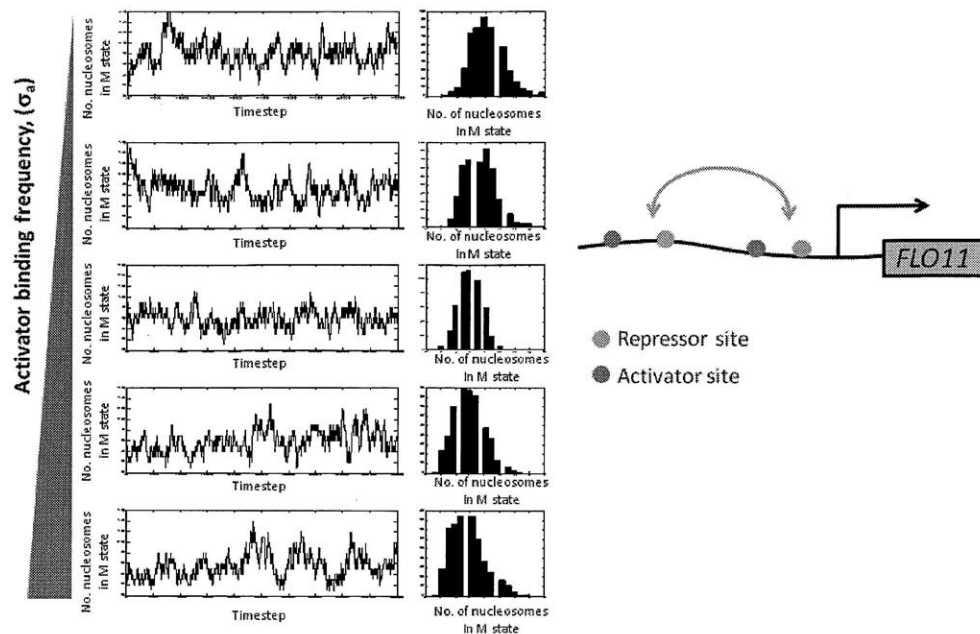 Activator binding frequency, (σₐ)
No. nucleosomes
in M state
Timestep
No. of nucleosomes
In M state
No. nucleosomes
in M state
Timestep
No. of nucleosomes
In M state
No. nucleosomes
in M state
Timestep
No. of nucleosomes
In M state
No. nucleosomes
in M state
Timestep
No. of nucleosomes
In M state
No. nucleosomes
in M state
Timestep
No. of nucleosomes
In M state
FLO11
Repressor site
Activator site